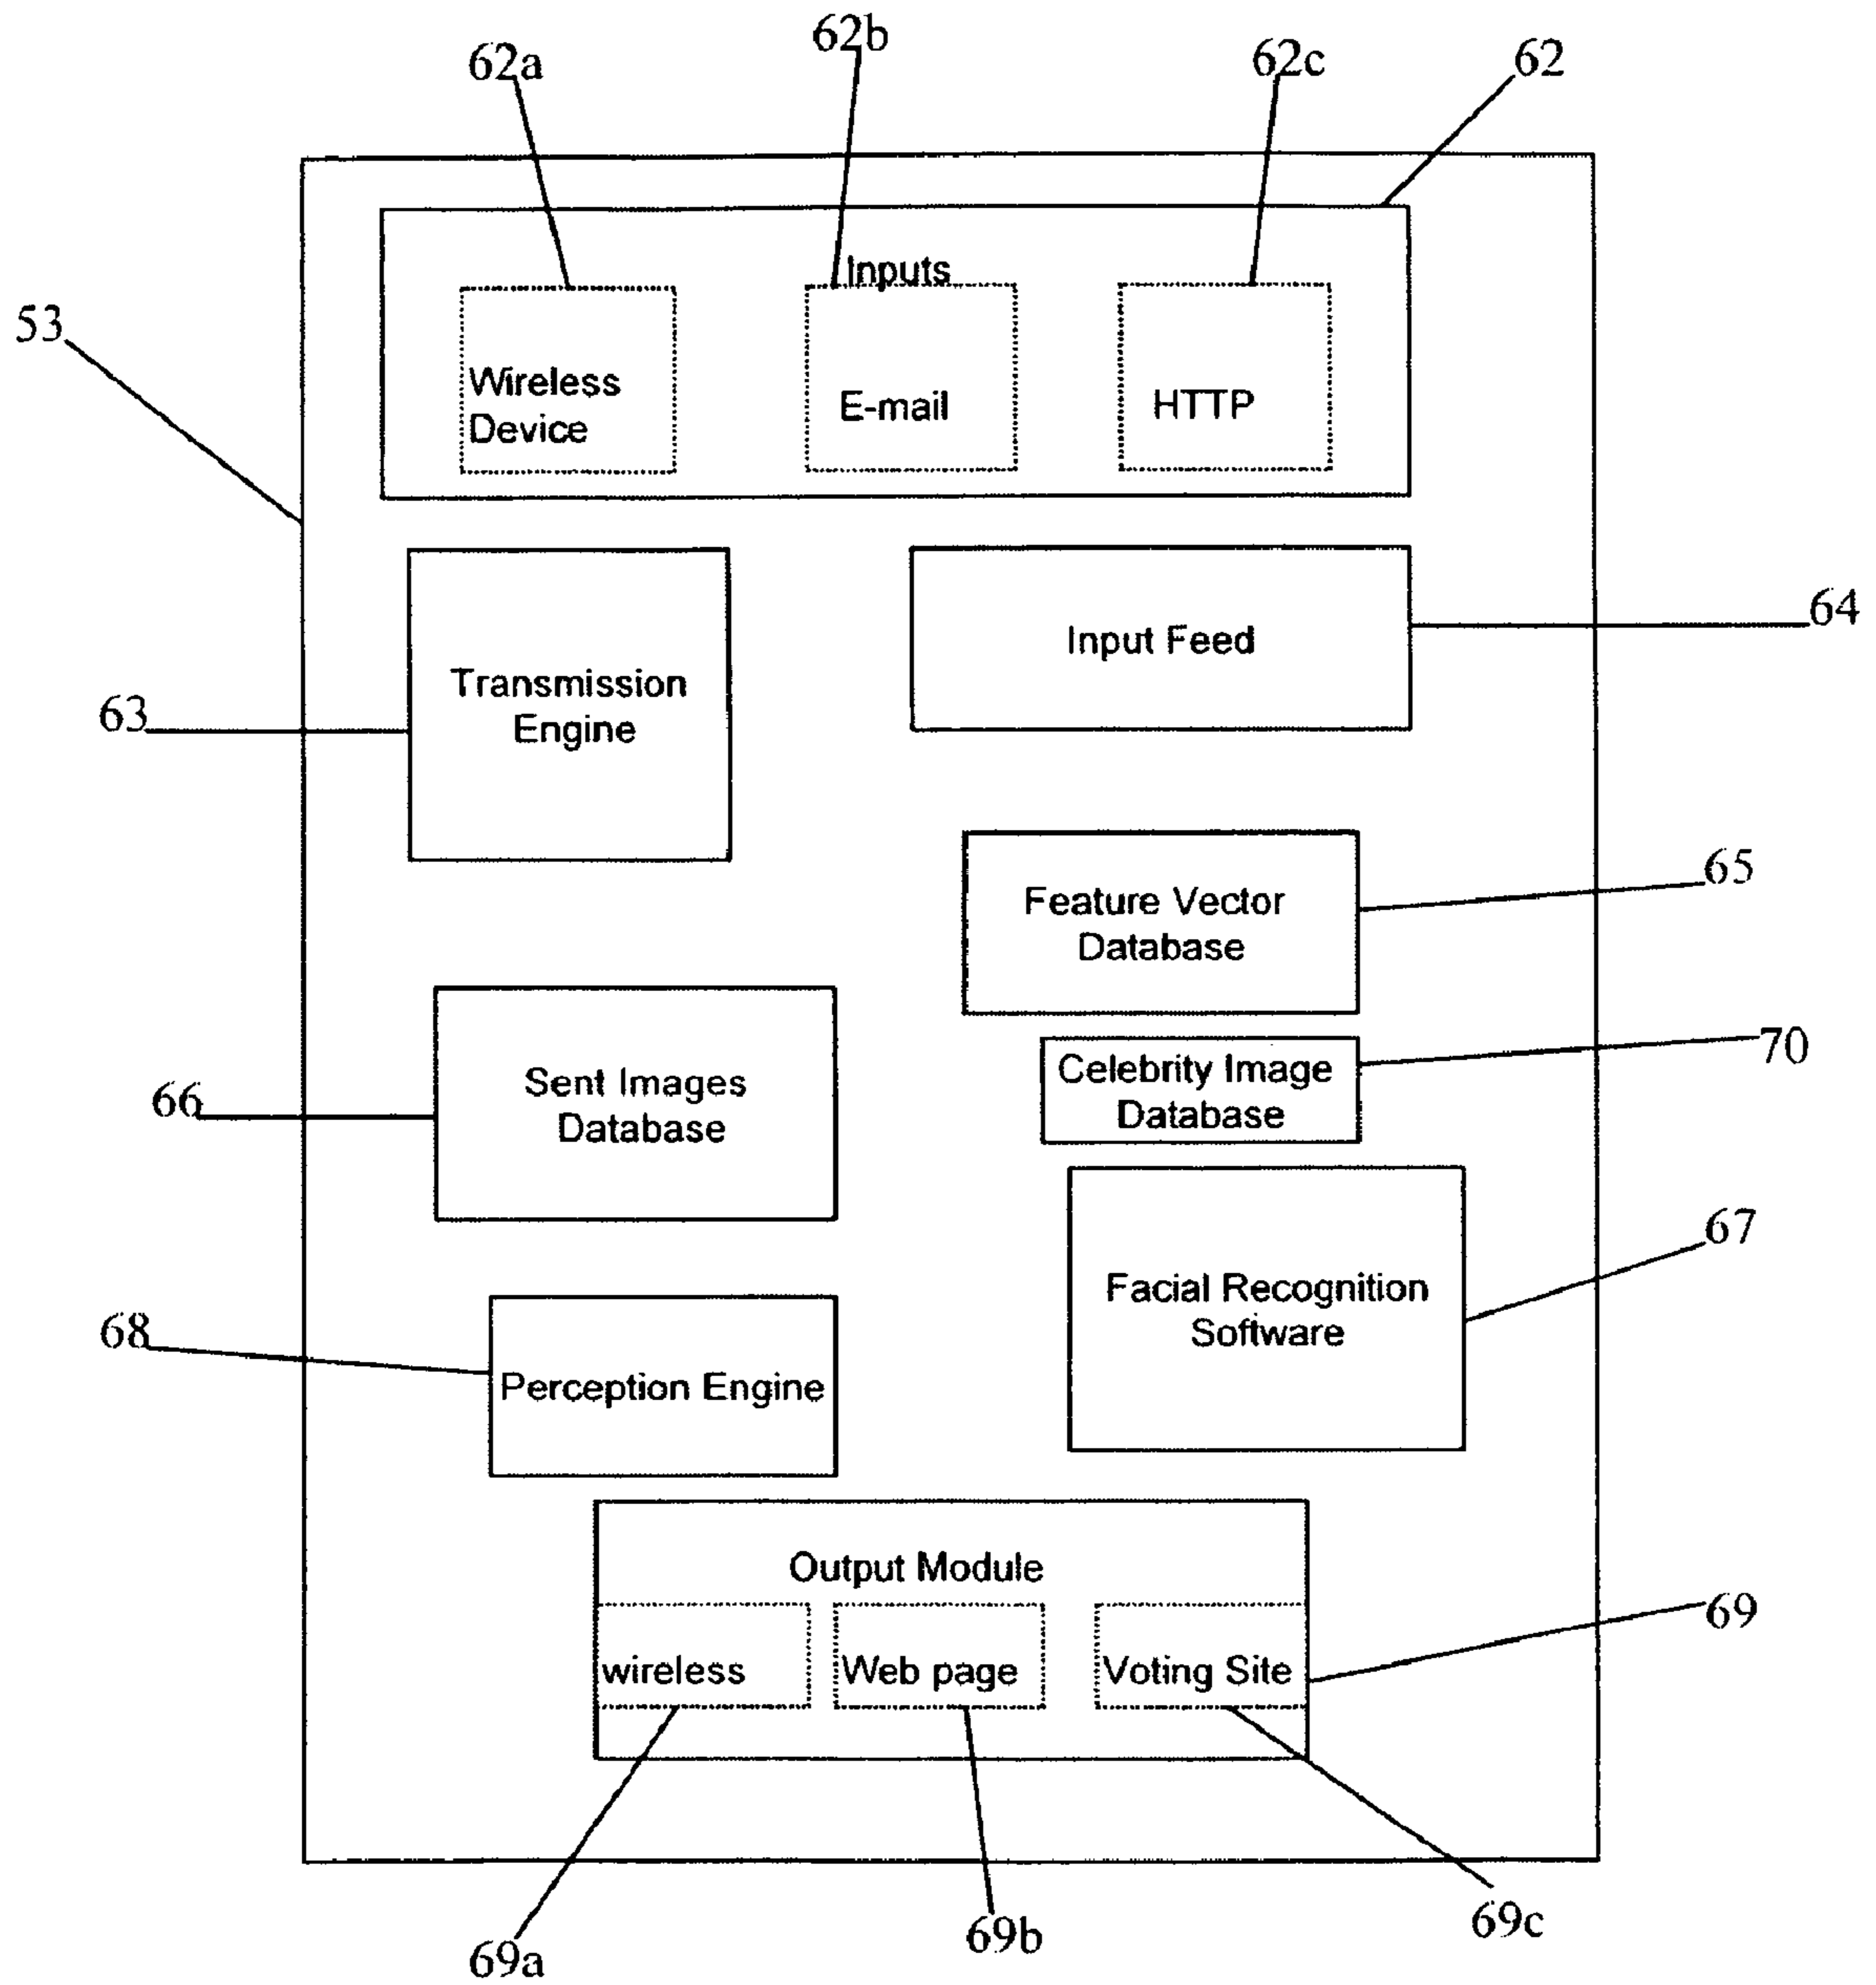 62a
62b
62c
62
53
Inputs
Wireless
Device
E-mail
HTTP
64
Input Feed
63
Transmission
Engine
65
Feature Vector
Database
70
Celebrity Image
Database
66
Sent Images
Database
67
Facial Recognition
Software
68
Perception Engine
Output Module
69
wireless
Web page
Voting Site
69a
69b
69c